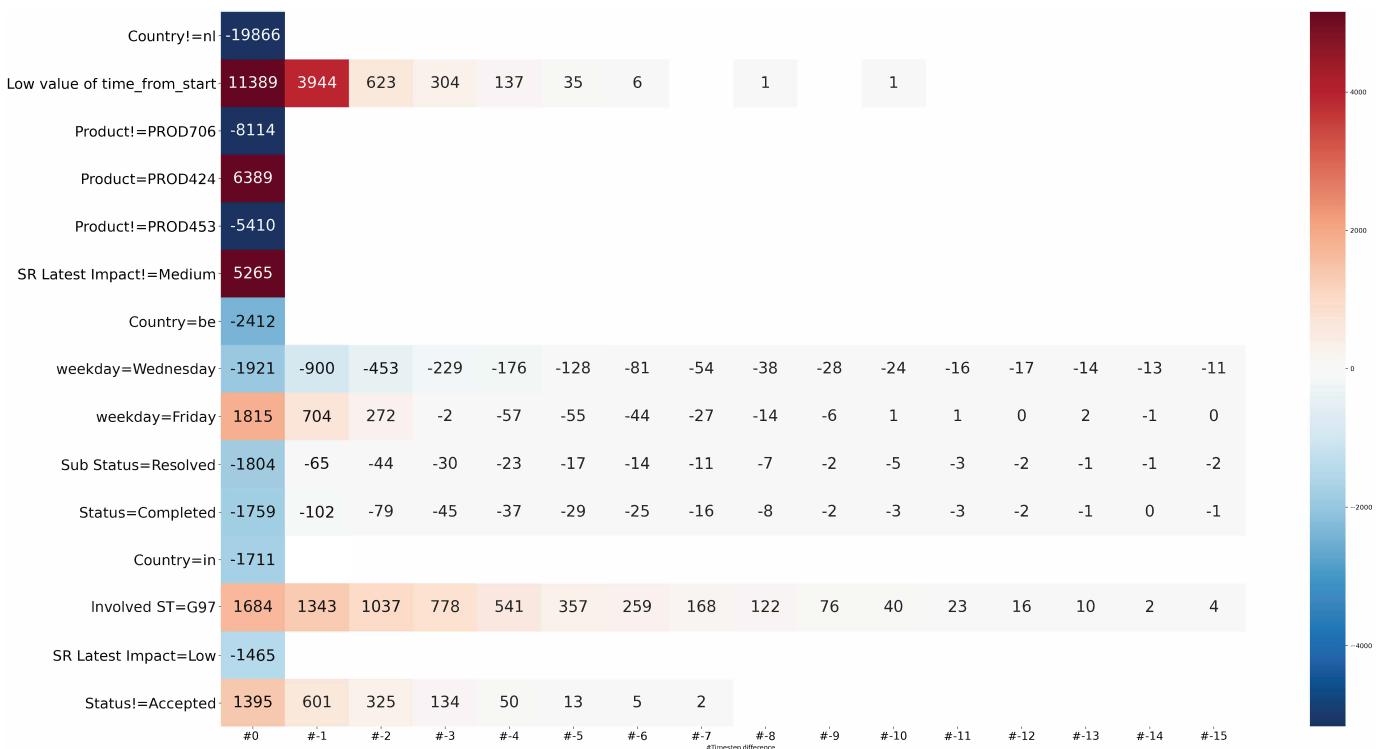 Country!=nl -19866
Low value of time_from_start 11389 3944 623 304 137 35 6 1 1
Product!=PROD706 -8114
Product=PROD424 6389
Product!=PROD453 -5410
SR Latest Impact!=Medium 5265
Country=be -2412
weekday=Wednesday -1921 -900 -453 -229 -176 -128 -81 -54 -38 -28 -24 -16 -17 -14 -13 -11
weekday=Friday 1815 704 272 -2 -57 -55 -44 -27 -14 -6 1 1 0 2 -1 0
Sub Status=Resolved -1804 -65 -44 -30 -23 -17 -14 -11 -7 -2 -5 -3 -2 -1 -1 -2
Status=Completed -1759 -102 -79 -45 -37 -29 -25 -16 -8 -2 -3 -3 -2 -1 0 -1
Country=in -1711
Involved ST=G97 1684 1343 1037 778 541 357 259 168 122 76 40 23 16 10 2 4
SR Latest Impact=Low -1465
Status!=Accepted 1395 601 325 134 50 13 5 2
#0 #-1 #-2 #-3 #-4 #-5 #-6 #-7 #-8 #-9 #-10 #-11 #-12 #-13 #-14 #-15
#Timestep difference
4000
2000
0
−2000
−4000